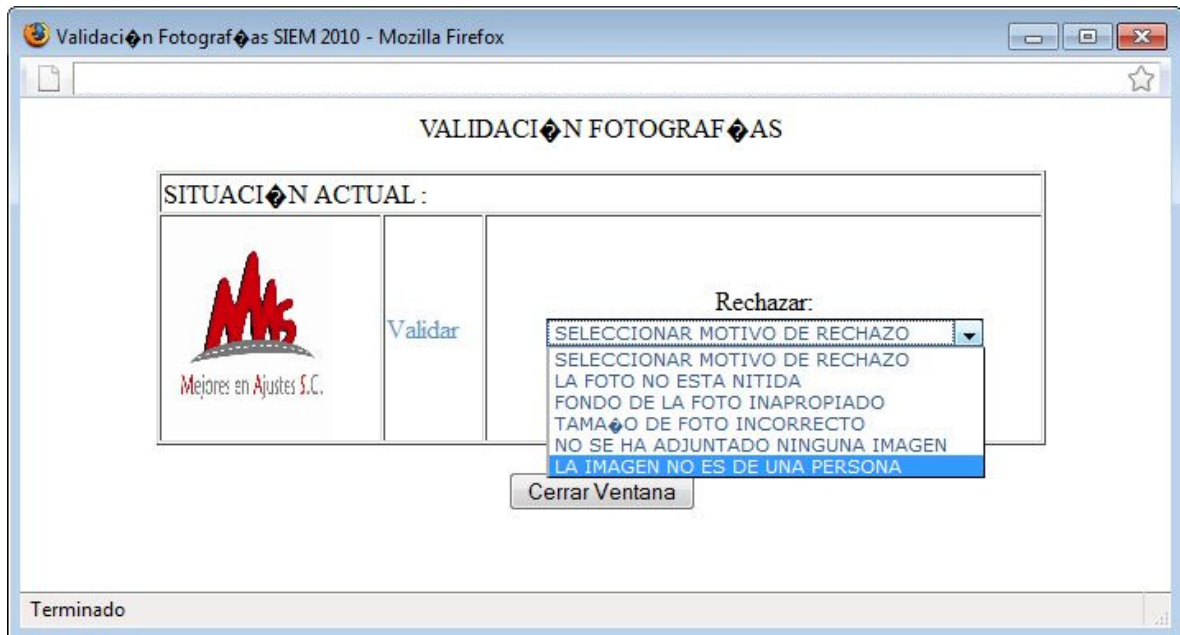 Validaci�n Fotograf�as SIEM 2010 - Mozilla Firefox
VALIDACI�N FOTOGRAF�AS
SITUACI�N ACTUAL :
MAS
Mejores en Ajustes S.C.
Validar
Rechazar:
SELECCIONAR MOTIVO DE RECHAZO
SELECCIONAR MOTIVO DE RECHAZO
LA FOTO NO ESTA NITIDA
FONDO DE LA FOTO INAPROPIADO
TAMA�O DE FOTO INCORRECTO
NO SE HA ADJUNTADO NINGUNA IMAGEN
LA IMAGEN NO ES DE UNA PERSONA
Cerrar Ventana
Terminado